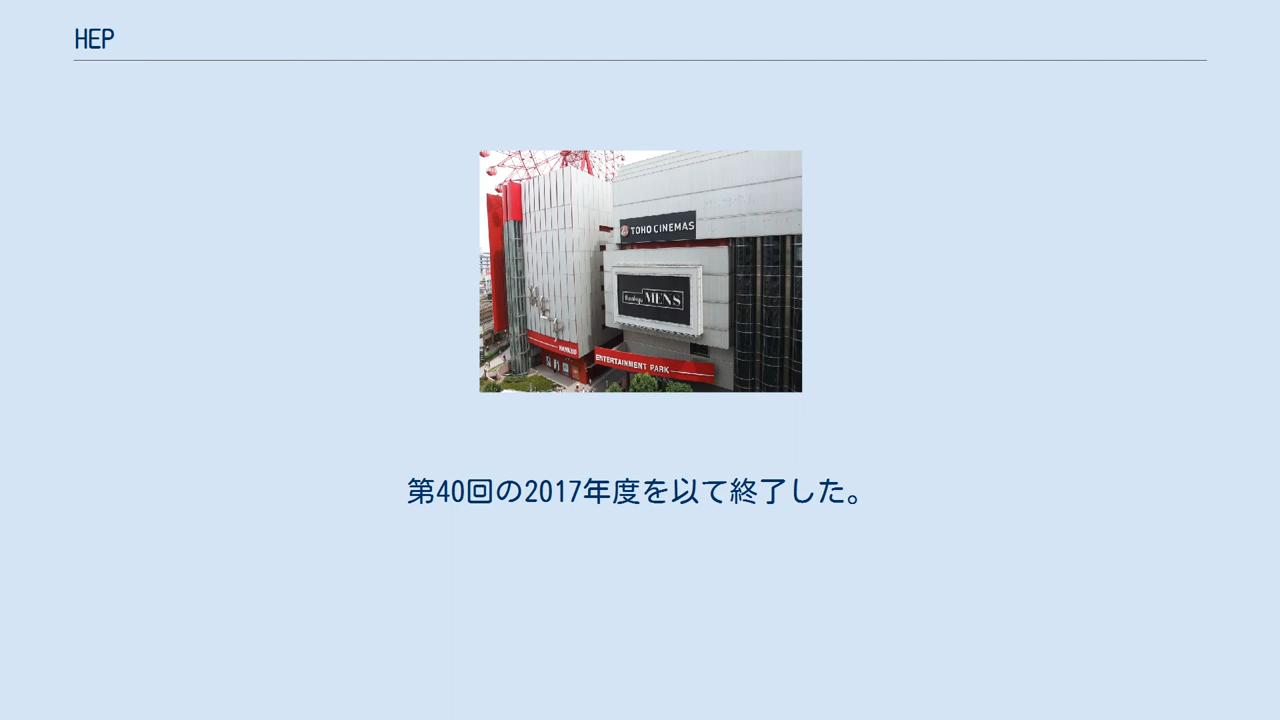 HEP
TOHO CINEMAS
MENS
HANKYU
ENTERTAINMENT PARK
第40回の2017年度を以て終了した。